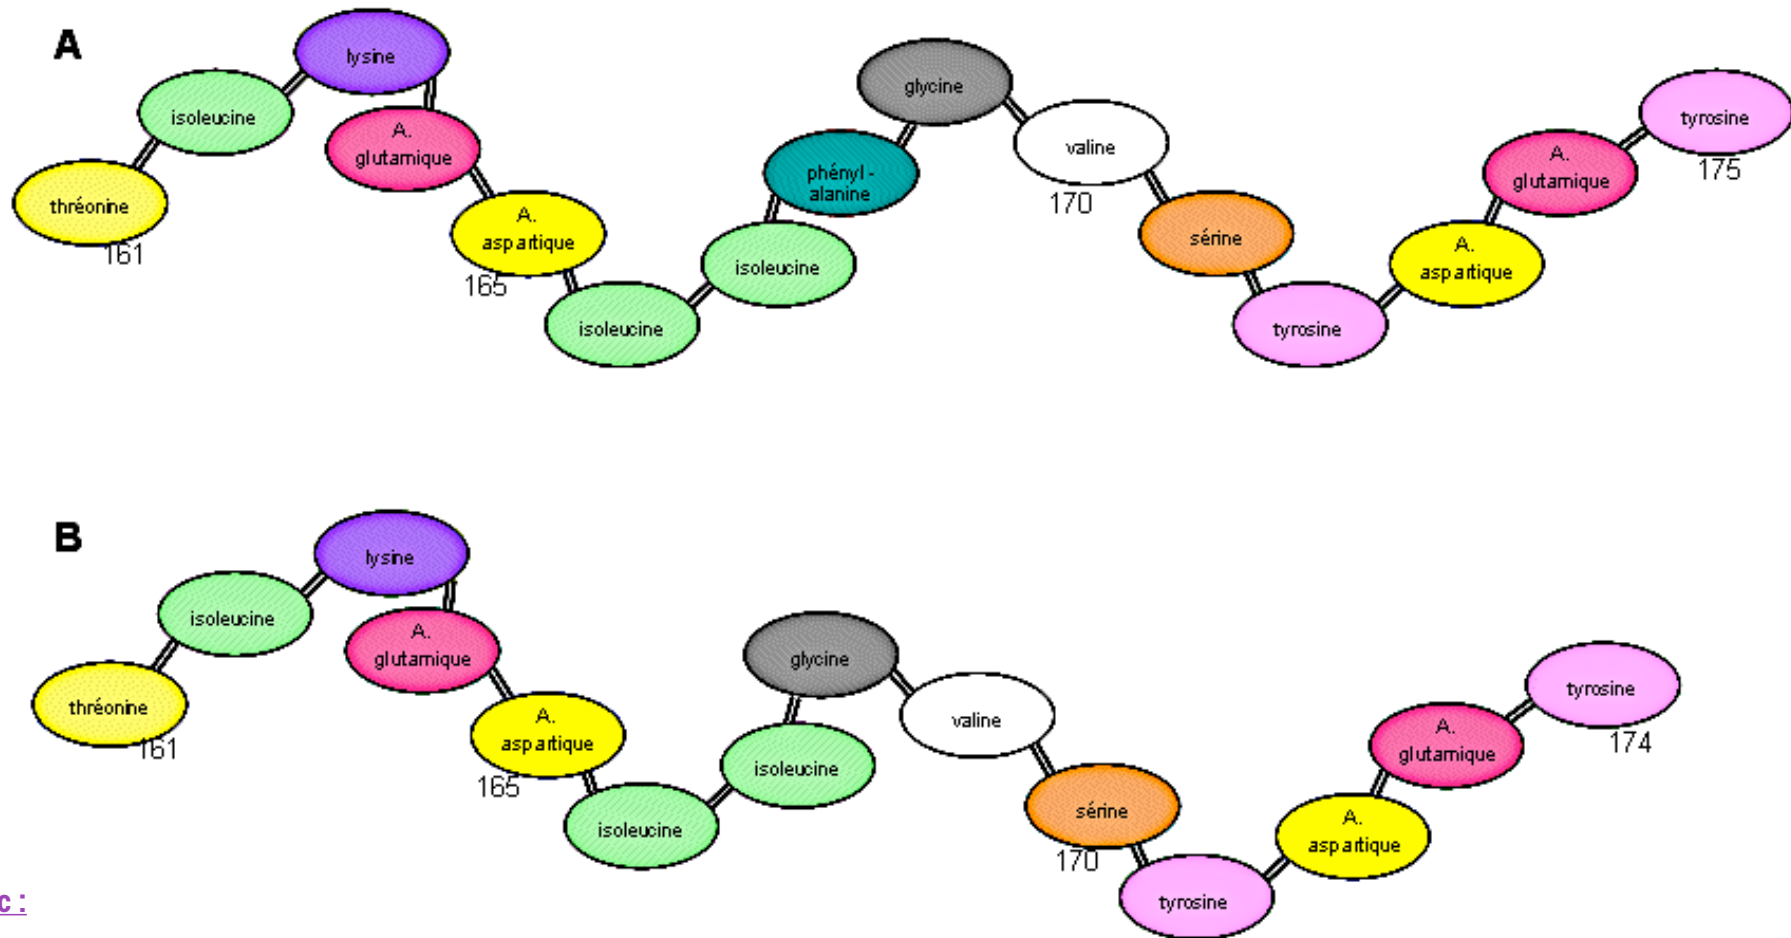 A
thréonine
161
isoleucine
lysine
A.
glutamique
A.
aspartique
165
isoleucine
isoleucine
phényl -
alanine
glycine
valine
170
sérine
tyrosine
A.
aspartique
A.
glutamique
tyrosine
175
B
thréonine
161
isoleucine
lysine
A.
glutamique
A.
aspartique
165
isoleucine
isoleucine
glycine
valine
sérine
170
tyrosine
A.
aspartique
A.
glutamique
tyrosine
174
c :